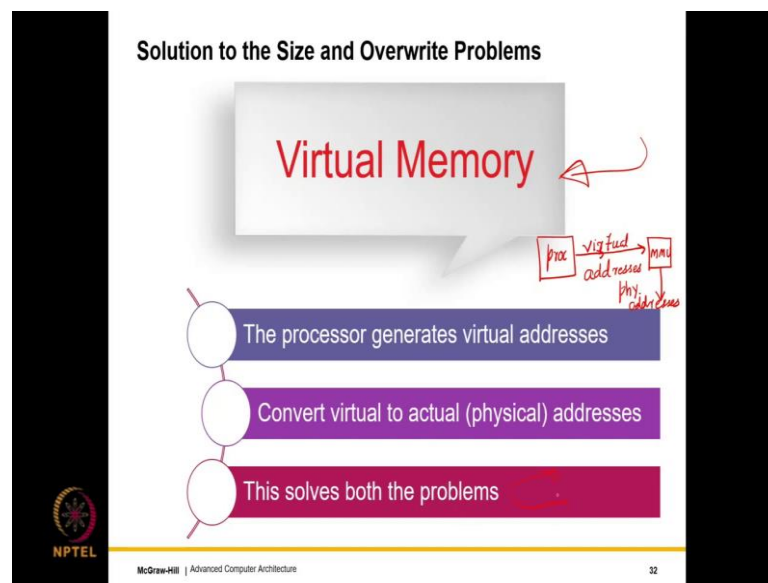 Solution to the Size and Overwrite Problems
Virtual Memory
proc
virtual
addresses
mmu
phy.
addresses
The processor generates virtual addresses
Convert virtual to actual (physical) addresses
This solves both the problems
NPTEL
McGraw-Hill | Advanced Computer Architecture
32